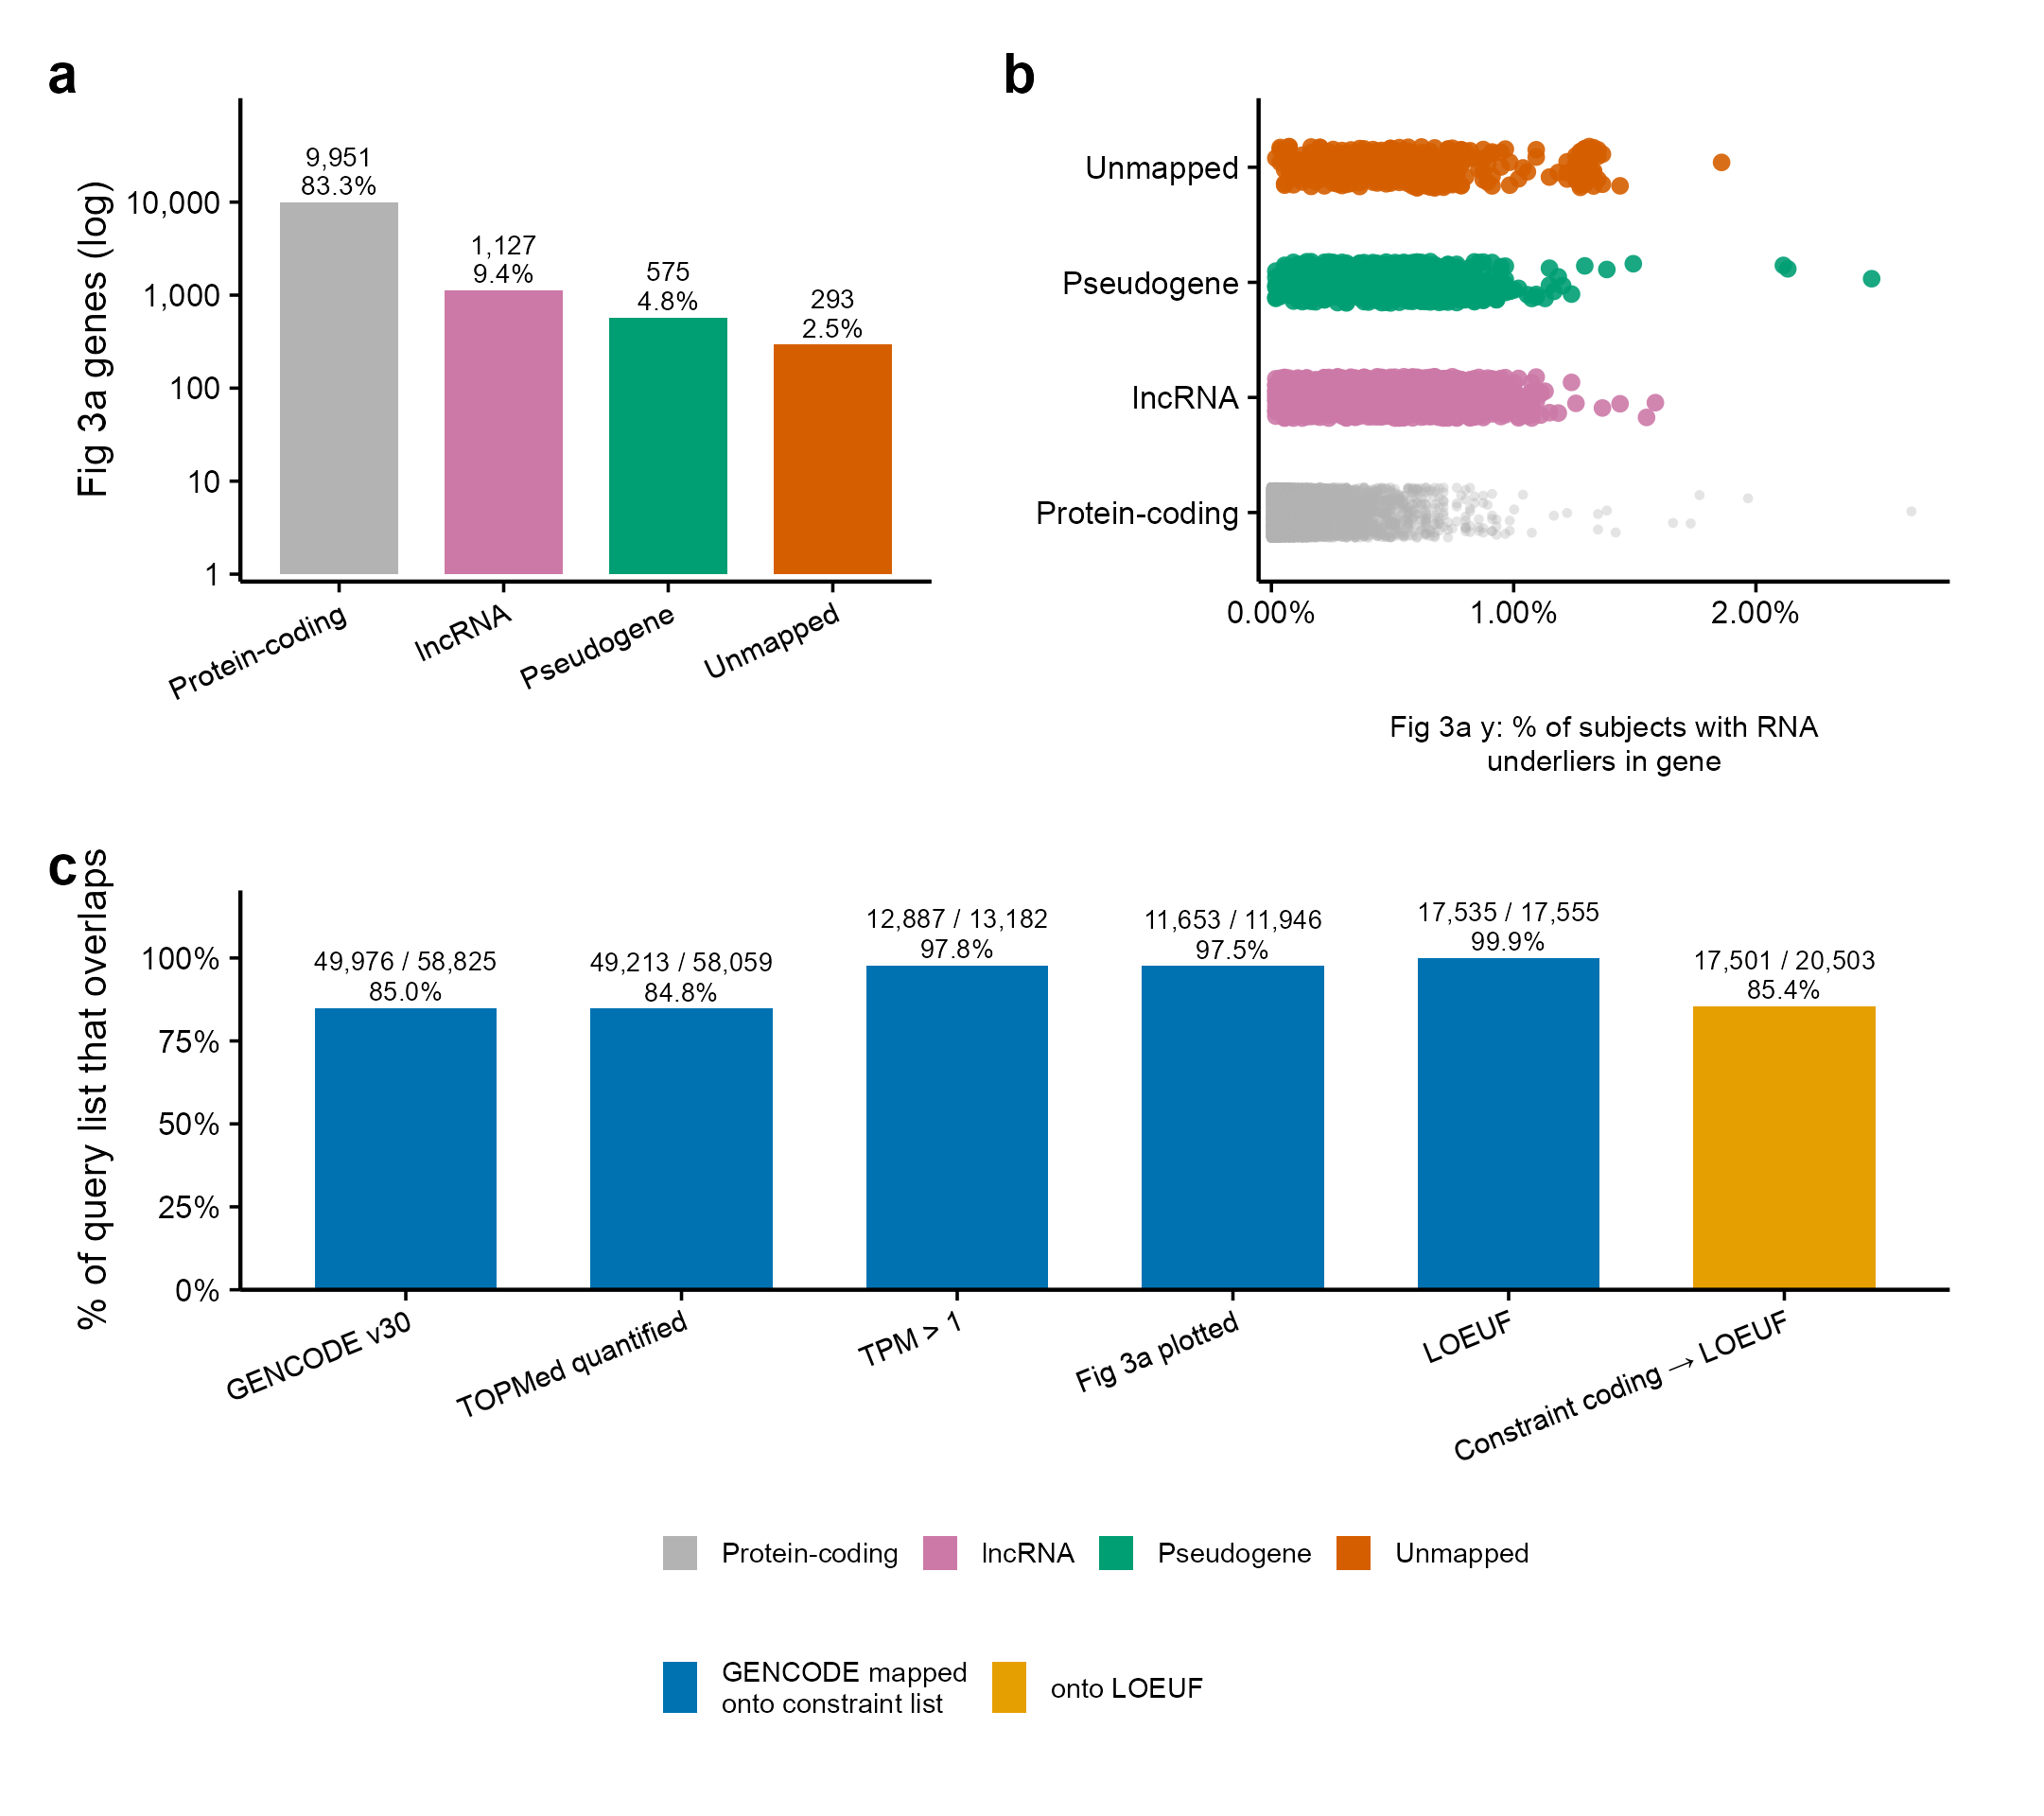 a
Fig 3a genes (log)
10,000
1,000
100
10
1
9,951
83.3%
1,127
9.4%
575
4.8%
293
2.5%
Protein-coding
lncRNA
Pseudogene
Unmapped
b
Unmapped
Pseudogene
lncRNA
Protein-coding
0.00%
1.00%
2.00%
Fig 3a y: % of subjects with RNA
underliers in gene
c
% of query list that overlaps
100%
75%
50%
25%
0%
49,976 / 58,825
85.0%
49,213 / 58,059
84.8%
12,887 / 13,182
97.8%
11,653 / 11,946
97.5%
17,535 / 17,555
99.9%
17,501 / 20,503
85.4%
GENCODE v30
TOPMed quantified
TPM > 1
Fig 3a plotted
LOEUF
Constraint coding → LOEUF
Protein-coding
lncRNA
Pseudogene
Unmapped
GENCODE mapped
onto constraint list
onto LOEUF